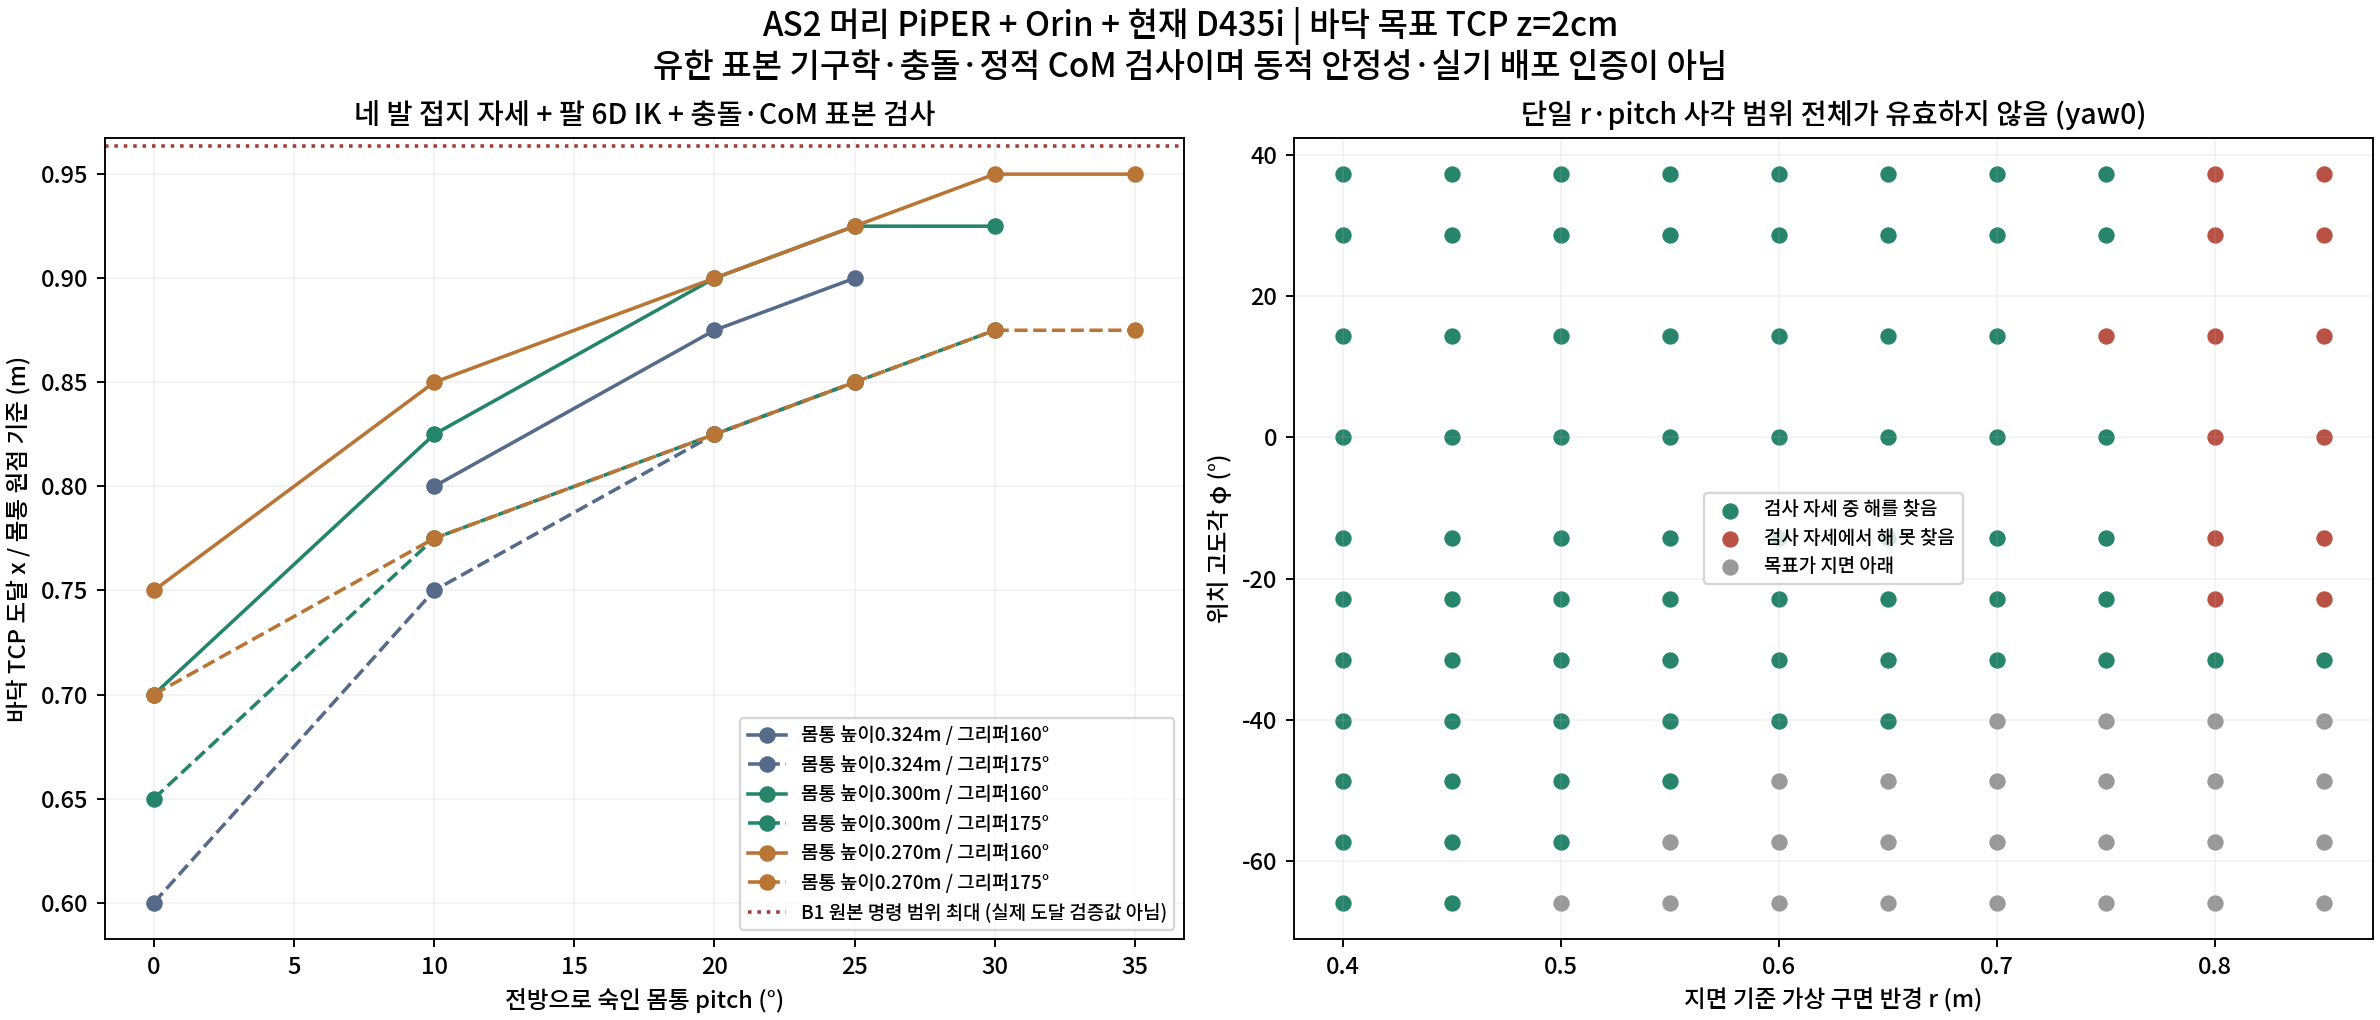 AS2 머리 PiPER + Orin + 현재 D435i | 바닥 목표 TCP z=2cm
유한 표본 기구학·충돌·정적 CoM 검사이며 동적 안정성·실기 배포 인증이 아님
네 발 접지 자세 + 팔 6D IK + 충돌·CoM 표본 검사
바닥 TCP 도달 x / 몸통 원점 기준 (m)
0.95
0.90
0.85
0.80
0.75
0.70
0.65
0.60
몸통 높이0.324m / 그리퍼160°
몸통 높이0.324m / 그리퍼175°
몸통 높이0.300m / 그리퍼160°
몸통 높이0.300m / 그리퍼175°
몸통 높이0.270m / 그리퍼160°
몸통 높이0.270m / 그리퍼175°
B1 원본 명령 범위 최대 (실제 도달 검증값 아님)
0 5 10 15 20 25 30 35
전방으로 숙인 몸통 pitch (°)
단일 r·pitch 사각 범위 전체가 유효하지 않음 (yaw0)
위치 고도각 ф (°)
40
20
0
-20
-40
-60
검사 자세 중 해를 찾음
검사 자세에서 해 못 찾음
목표가 지면 아래
0.4 0.5 0.6 0.7 0.8
지면 기준 가상 구면 반경 r (m)